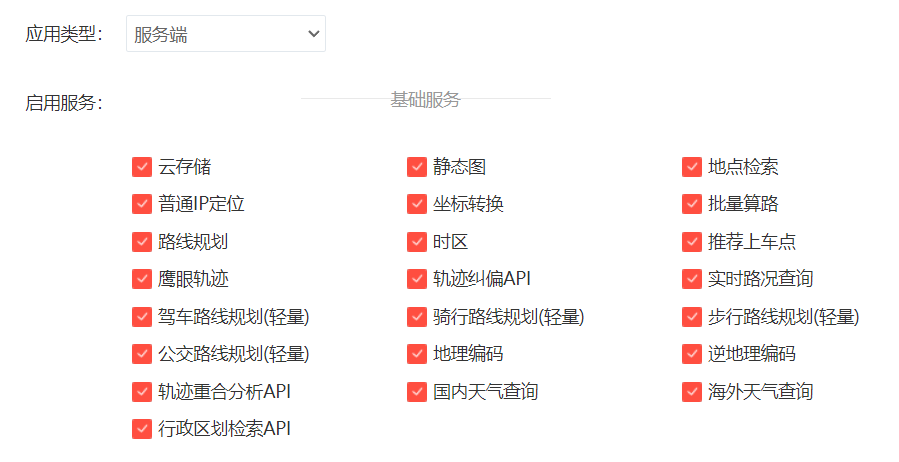 应用类型： 服务端
启用服务： 基础服务
云存储 静态图 地点检索
普通IP定位 坐标转换 批量算路
路线规划 时区 推荐上车点
鹰眼轨迹 轨迹纠偏API 实时路况查询
驾车路线规划(轻量) 骑行路线规划(轻量) 步行路线规划(轻量)
公交路线规划(轻量) 地理编码 逆地理编码
轨迹重合分析API 国内天气查询 海外天气查询
行政区划检索API